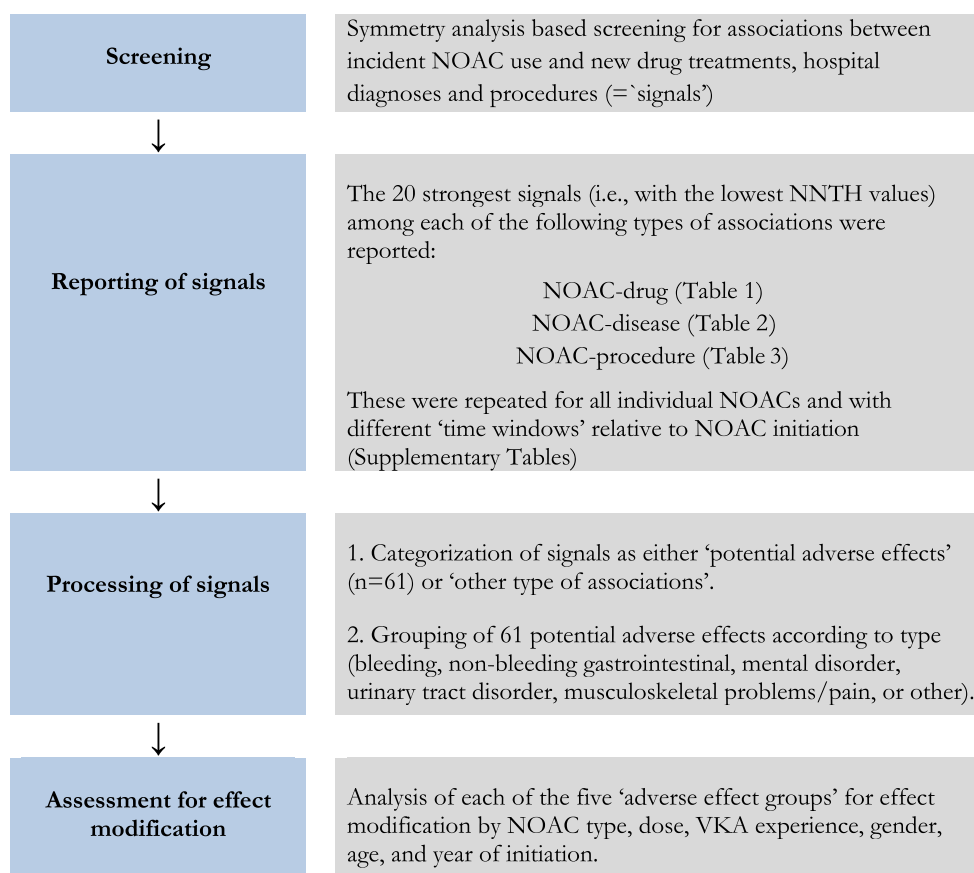 Screening
Symmetry analysis based screening for associations between
incident NOAC use and new drug treatments, hospital
diagnoses and procedures (=`signals’)
Reporting of signals
The 20 strongest signals (i.e., with the lowest NNTH values)
among each of the following types of associations were
reported:
NOAC-drug (Table 1)
NOAC-disease (Table 2)
NOAC-procedure (Table 3)
These were repeated for all individual NOACs and with
different ‘time windows’ relative to NOAC initiation
(Supplementary Tables)
Processing of signals
1. Categorization of signals as either ‘potential adverse effects’
(n=61) or ‘other type of associations’.
2. Grouping of 61 potential adverse effects according to type
(bleeding, non-bleeding gastrointestinal, mental disorder,
urinary tract disorder, musculoskeletal problems/pain, or other).
Assessment for effect
modification
Analysis of each of the five ‘adverse effect groups’ for effect
modification by NOAC type, dose, VKA experience, gender,
age, and year of initiation.